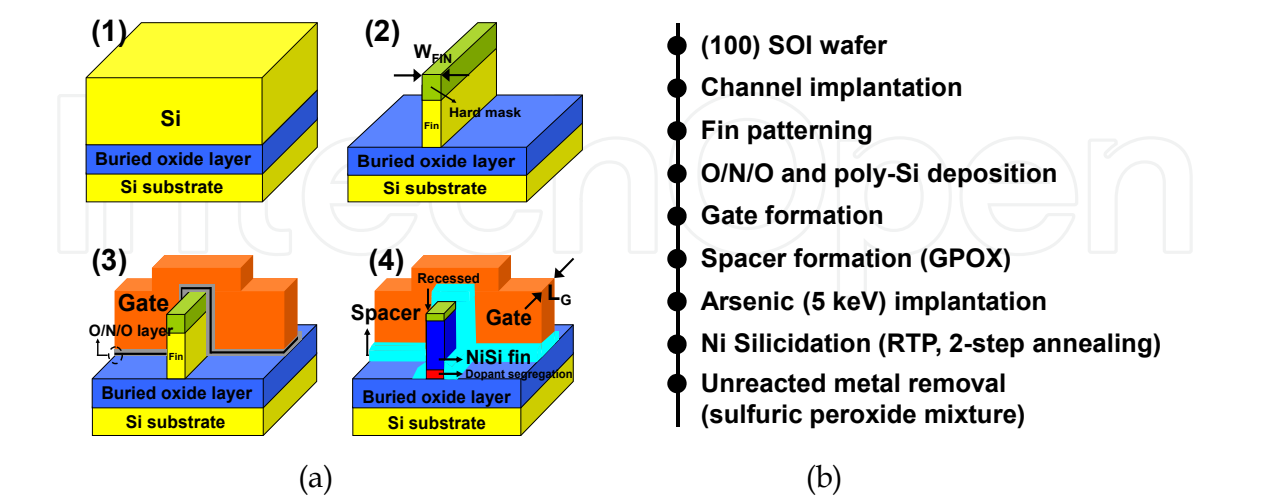 (1)
Si
Buried oxide layer
Si substrate
(2)
W_FIN
Hard mask
Fin
Buried oxide layer
Si substrate
(3)
Gate
O/N/O layer
Fin
Buried oxide layer
Si substrate
(4)
Recessed
L_G
Spacer
Gate
NiSi fin
Dopant segregation
Buried oxide layer
Si substrate
(a)
(100) SOI wafer
Channel implantation
Fin patterning
O/N/O and poly-Si deposition
Gate formation
Spacer formation (GPOX)
Arsenic (5 keV) implantation
Ni Silicidation (RTP, 2-step annealing)
Unreacted metal removal
(sulfuric peroxide mixture)
(b)
IntechOpen